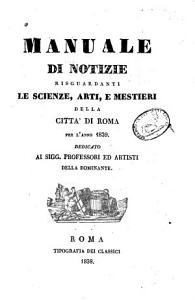 MANUALE
DI NOTIZIE
RISGUARDANTI
LE SCIENZE, ARTI, E MESTIERI
DELLA
CITTA' DI ROMA
PER L'ANNO 1839.
DEDICATO
AI SIGG. PROFESSORI ED ARTISTI
DELLA DOMINANTE.
ROMA
TIPOGRAFIA DEI CLASSICI
1838.